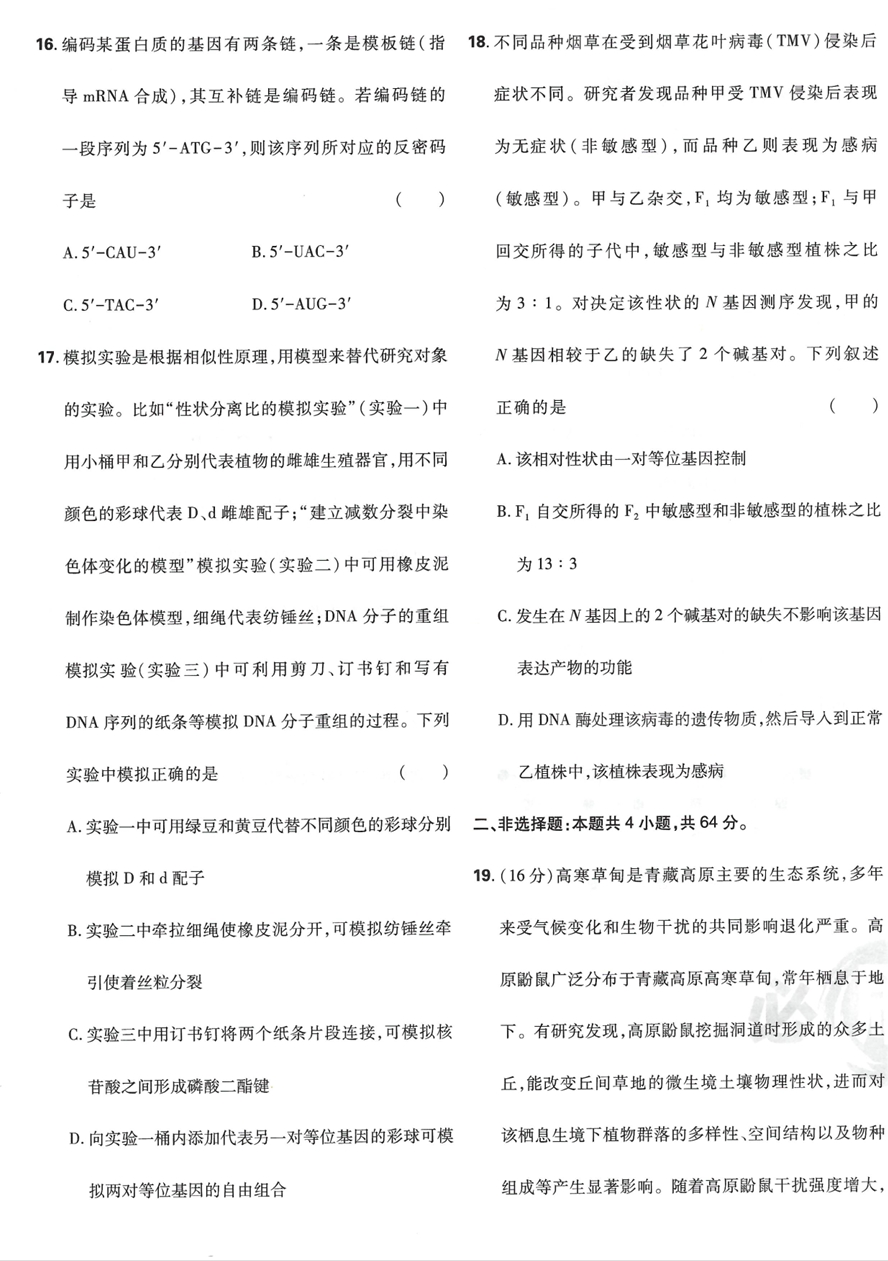 16. 编码某蛋白质的基因有两条链,一条是模板链(指
导 mRNA 合成),其互补链是编码链。若编码链的
一段序列为 5′-ATG-3′,则该序列所对应的反密码
子是 (  )
A. 5′-CAU-3′ B. 5′-UAC-3′
C. 5′-TAC-3′ D. 5′-AUG-3′
17. 模拟实验是根据相似性原理,用模型来替代研究对象
的实验。比如“性状分离比的模拟实验”(实验一)中
用小桶甲和乙分别代表植物的雌雄生殖器官,用不同
颜色的彩球代表 D、d 雌雄配子;“建立减数分裂中染
色体变化的模型”模拟实验(实验二)中可用橡皮泥
制作染色体模型,细绳代表纺锤丝;DNA 分子的重组
模拟实验(实验三)中可利用剪刀、订书钉和写有
DNA 序列的纸条等模拟 DNA 分子重组的过程。下列
实验中模拟正确的是 (  )
A. 实验一中可用绿豆和黄豆代替不同颜色的彩球分别
模拟 D 和 d 配子
B. 实验二中牵拉细绳使橡皮泥分开,可模拟纺锤丝牵
引使着丝粒分裂
C. 实验三中用订书钉将两个纸条片段连接,可模拟核
苷酸之间形成磷酸二酯键
D. 向实验一桶内添加代表另一对等位基因的彩球可模
拟两对等位基因的自由组合
18. 不同品种烟草在受到烟草花叶病毒(TMV)侵染后
症状不同。研究者发现品种甲受 TMV 侵染后表现
为无症状(非敏感型),而品种乙则表现为感病
(敏感型)。甲与乙杂交,F₁ 均为敏感型;F₁ 与甲
回交所得的子代中,敏感型与非敏感型植株之比
为 3∶1。对决定该性状的 N 基因测序发现,甲的
N 基因相较于乙的缺失了 2 个碱基对。下列叙述
正确的是 (  )
A. 该相对性状由一对等位基因控制
B. F₁ 自交所得的 F₂ 中敏感型和非敏感型的植株之比
为 13∶3
C. 发生在 N 基因上的 2 个碱基对的缺失不影响该基因
表达产物的功能
D. 用 DNA 酶处理该病毒的遗传物质,然后导入到正常
乙植株中,该植株表现为感病
二、非选择题:本题共 4 小题,共 64 分。
19. (16 分)高寒草甸是青藏高原主要的生态系统,多年
来受气候变化和生物干扰的共同影响退化严重。高
原鼢鼠广泛分布于青藏高原高寒草甸,常年栖息于地
下。有研究发现,高原鼢鼠挖掘洞道时形成的众多土
丘,能改变丘间草地的微生境土壤物理性状,进而对
该栖息生境下植物群落的多样性、空间结构以及物种
组成等产生显著影响。随着高原鼢鼠干扰强度增大,
必